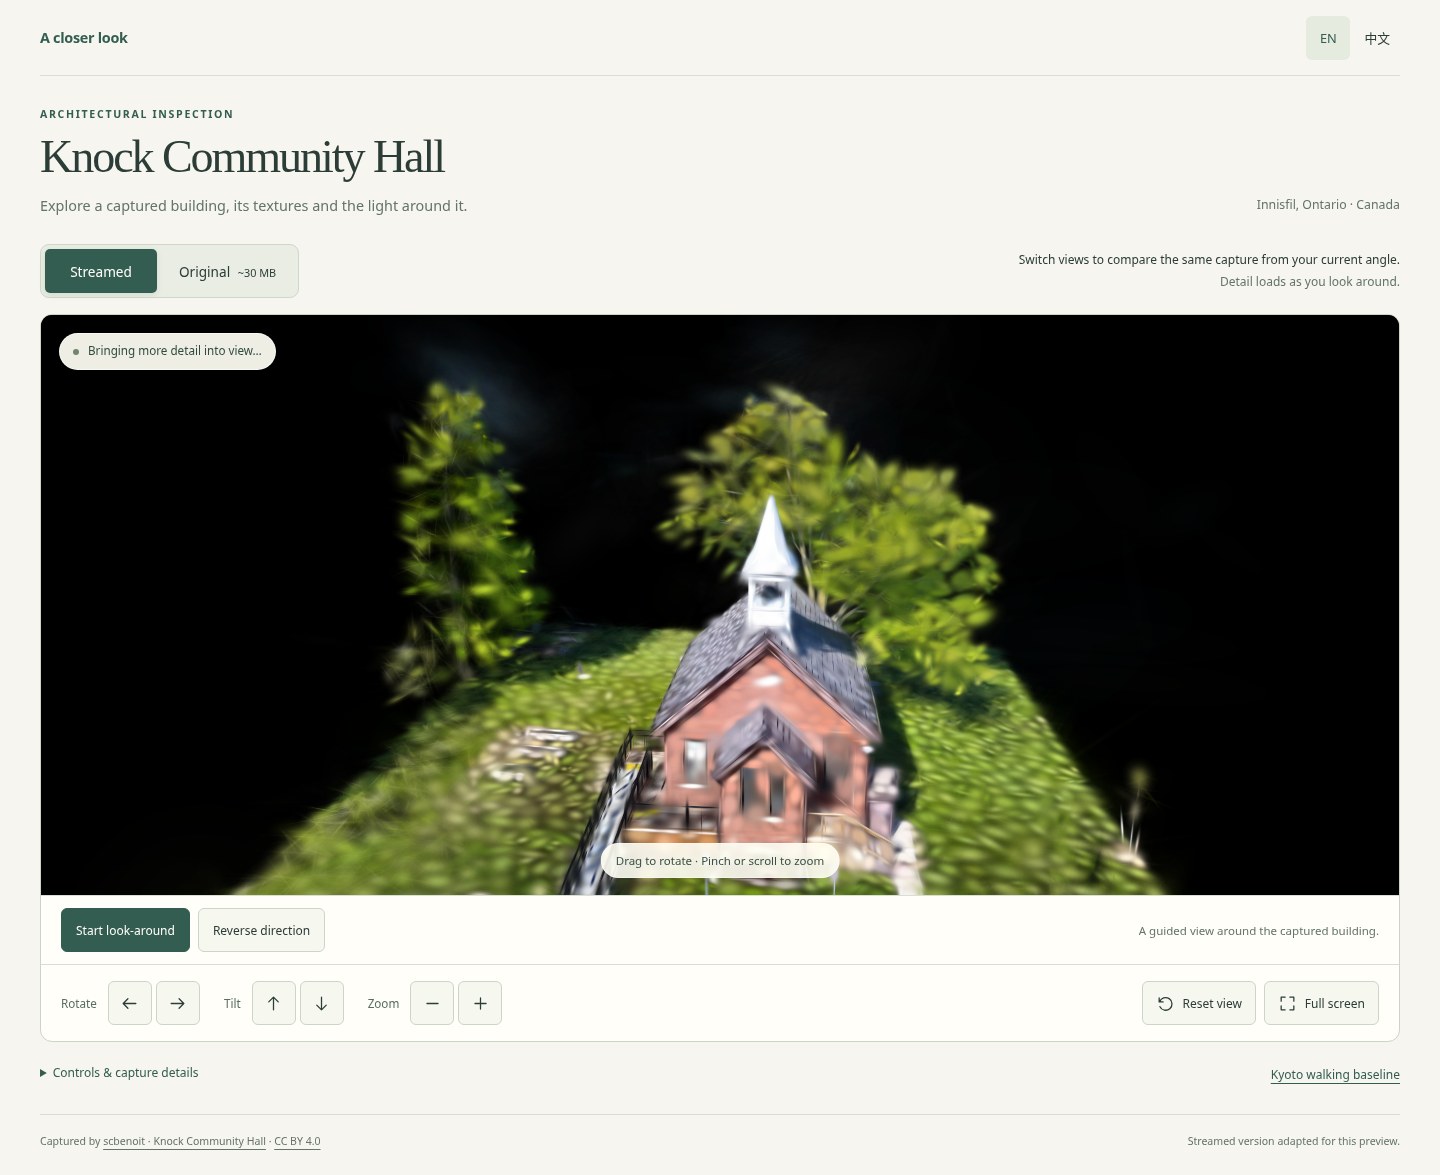 A closer look
EN
中文
ARCHITECTURAL INSPECTION
Knock Community Hall
Explore a captured building, its textures and the light around it.
Innisfil, Ontario · Canada
Streamed
Original ~30 MB
Switch views to compare the same capture from your current angle.
Detail loads as you look around.
Bringing more detail into view...
Drag to rotate · Pinch or scroll to zoom
Start look-around
Reverse direction
A guided view around the captured building.
Rotate
Tilt
Zoom
Reset view
Full screen
Controls & capture details
Kyoto walking baseline
Captured by scbenoit · Knock Community Hall · CC BY 4.0
Streamed version adapted for this preview.